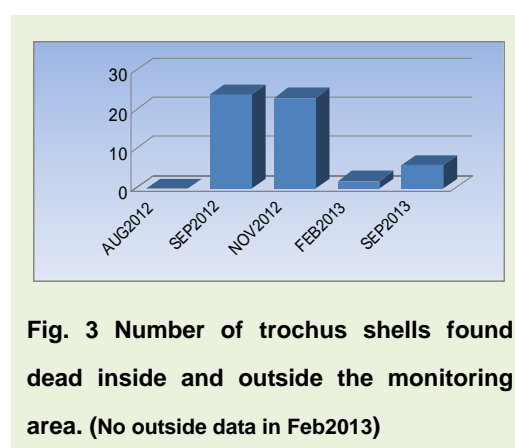 30
20
10
0
AUG2012 SEP2012 NOV2012 FEB2013 SEP2013
Fig. 3 Number of trochus shells found
dead inside and outside the monitoring
area. (No outside data in Feb2013)